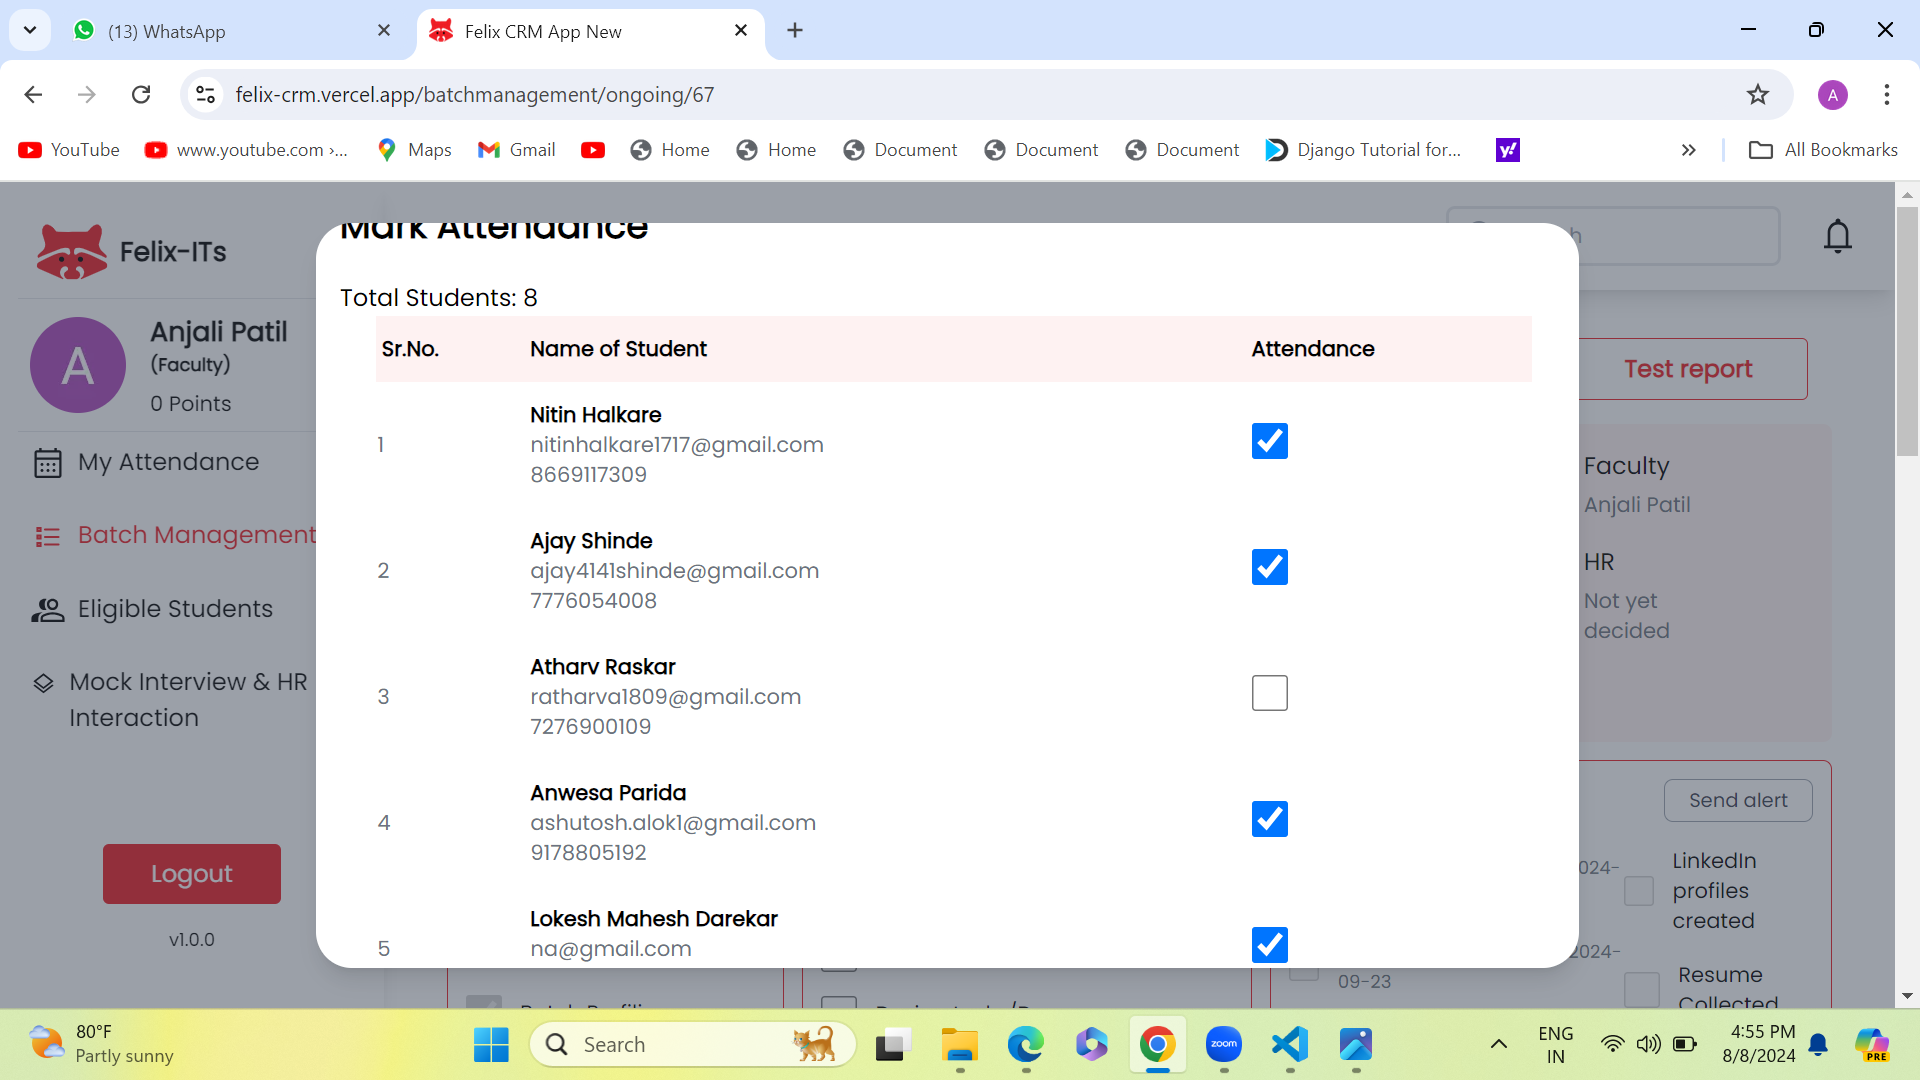 (13) WhatsApp
Felix CRM App New
felix-crm.vercel.app/batchmanagement/ongoing/67
A
YouTube
www.youtube.com ›...
Maps
Gmail
Home
Home
Document
Document
Document
Django Tutorial for...
y!
»
All Bookmarks
Felix-ITs
A
Anjali Patil
(Faculty)
0 Points
My Attendance
Batch Management
Eligible Students
Mock Interview & HR
Interaction
Logout
v1.0.0
Mark Attendance
Total Students: 8
Sr.No. Name of Student Attendance
1
Nitin Halkare
nitinhalkare1717@gmail.com
8669117309
2
Ajay Shinde
ajay4141shinde@gmail.com
7776054008
3
Atharv Raskar
ratharva1809@gmail.com
7276900109
4
Anwesa Parida
ashutosh.alok1@gmail.com
9178805192
5
Lokesh Mahesh Darekar
na@gmail.com
Test report
Faculty
Anjali Patil
HR
Not yet
decided
Send alert
LinkedIn
profiles
created
09-23
Resume
Collected
80°F
Partly sunny
Search
zoom
ENG
IN
4:55 PM
8/8/2024
PRE